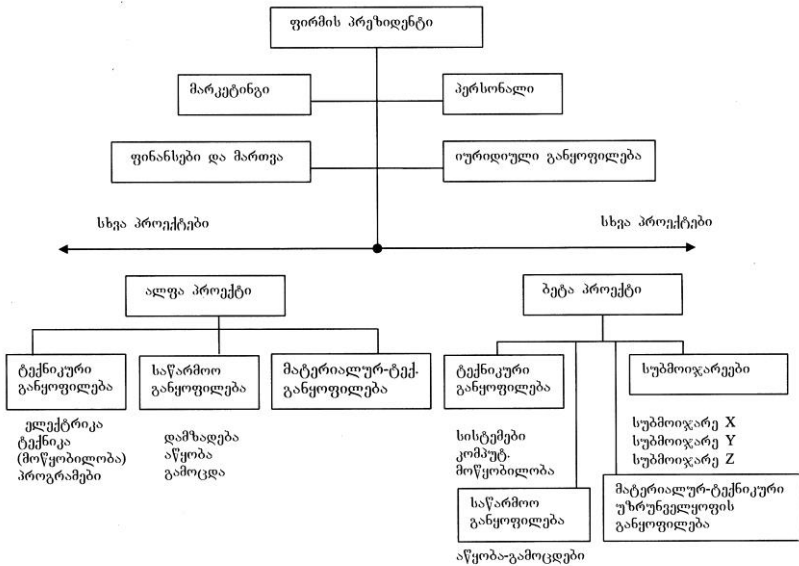 ფირმის პრეზიდენტი
მარკეტინგი
პერსონალი
ფინანსები და მართვა
იურიდიული განყოფილება
სხვა პროექტები
სხვა პროექტები
ალფა პროექტი
ბეტა პროექტი
ტექნიკური
განყოფილება
ელექტრიკა
ტექნიკა
(მოწყობილობა)
პროგრამები
საწარმოო
განყოფილება
დამზადება
აწყობა
გამოცდა
მატერიალურ-ტექ.
განყოფილება
ტექნიკური
განყოფილება
სისტემები
კომპუტ.
მოწყობილობა
საწარმოო
განყოფილება
აწყობა-გამოცდები
სუბმოიჯარეები
სუბმოიჯარე X
სუბმოიჯარე Y
სუბმოიჯარე Z
მატერიალურ-ტექნიკური
უზრუნველყოფის
განყოფილება